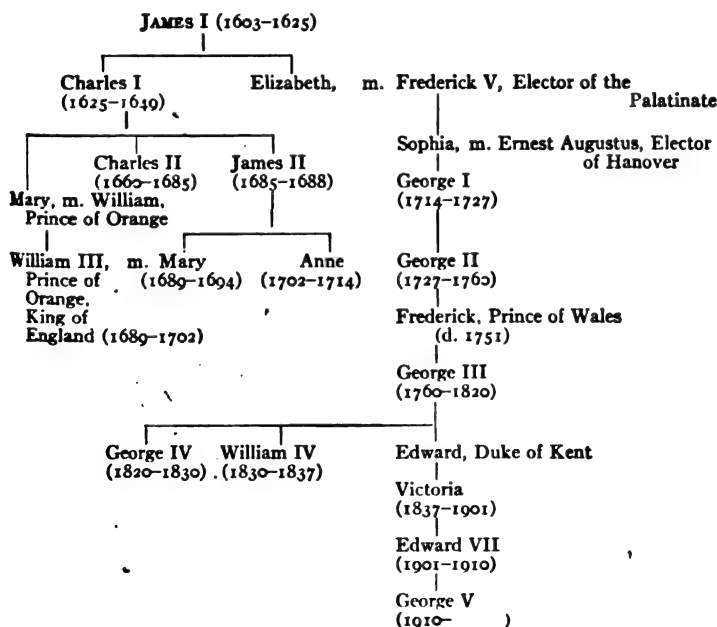 JAMES I (1603–1625)
Charles I
(1625–1649)
Elizabeth, m. Frederick V, Elector of the
Palatinate
Charles II
(1660–1685)
James II
(1685–1688)
Mary, m. William,
Prince of Orange
Sophia, m. Ernest Augustus, Elector
of Hanover
George I
(1714–1727)
William III, m. Mary
Prince of (1689–1694)
Orange,
King of
England (1689–1702)
Anne
(1702–1714)
George II
(1727–1760)
Frederick, Prince of Wales
(d. 1751)
George III
(1760–1820)
George IV
(1820–1830)
William IV
(1830–1837)
Edward, Duke of Kent
Victoria
(1837–1901)
Edward VII
(1901–1910)
George V
(1910– )